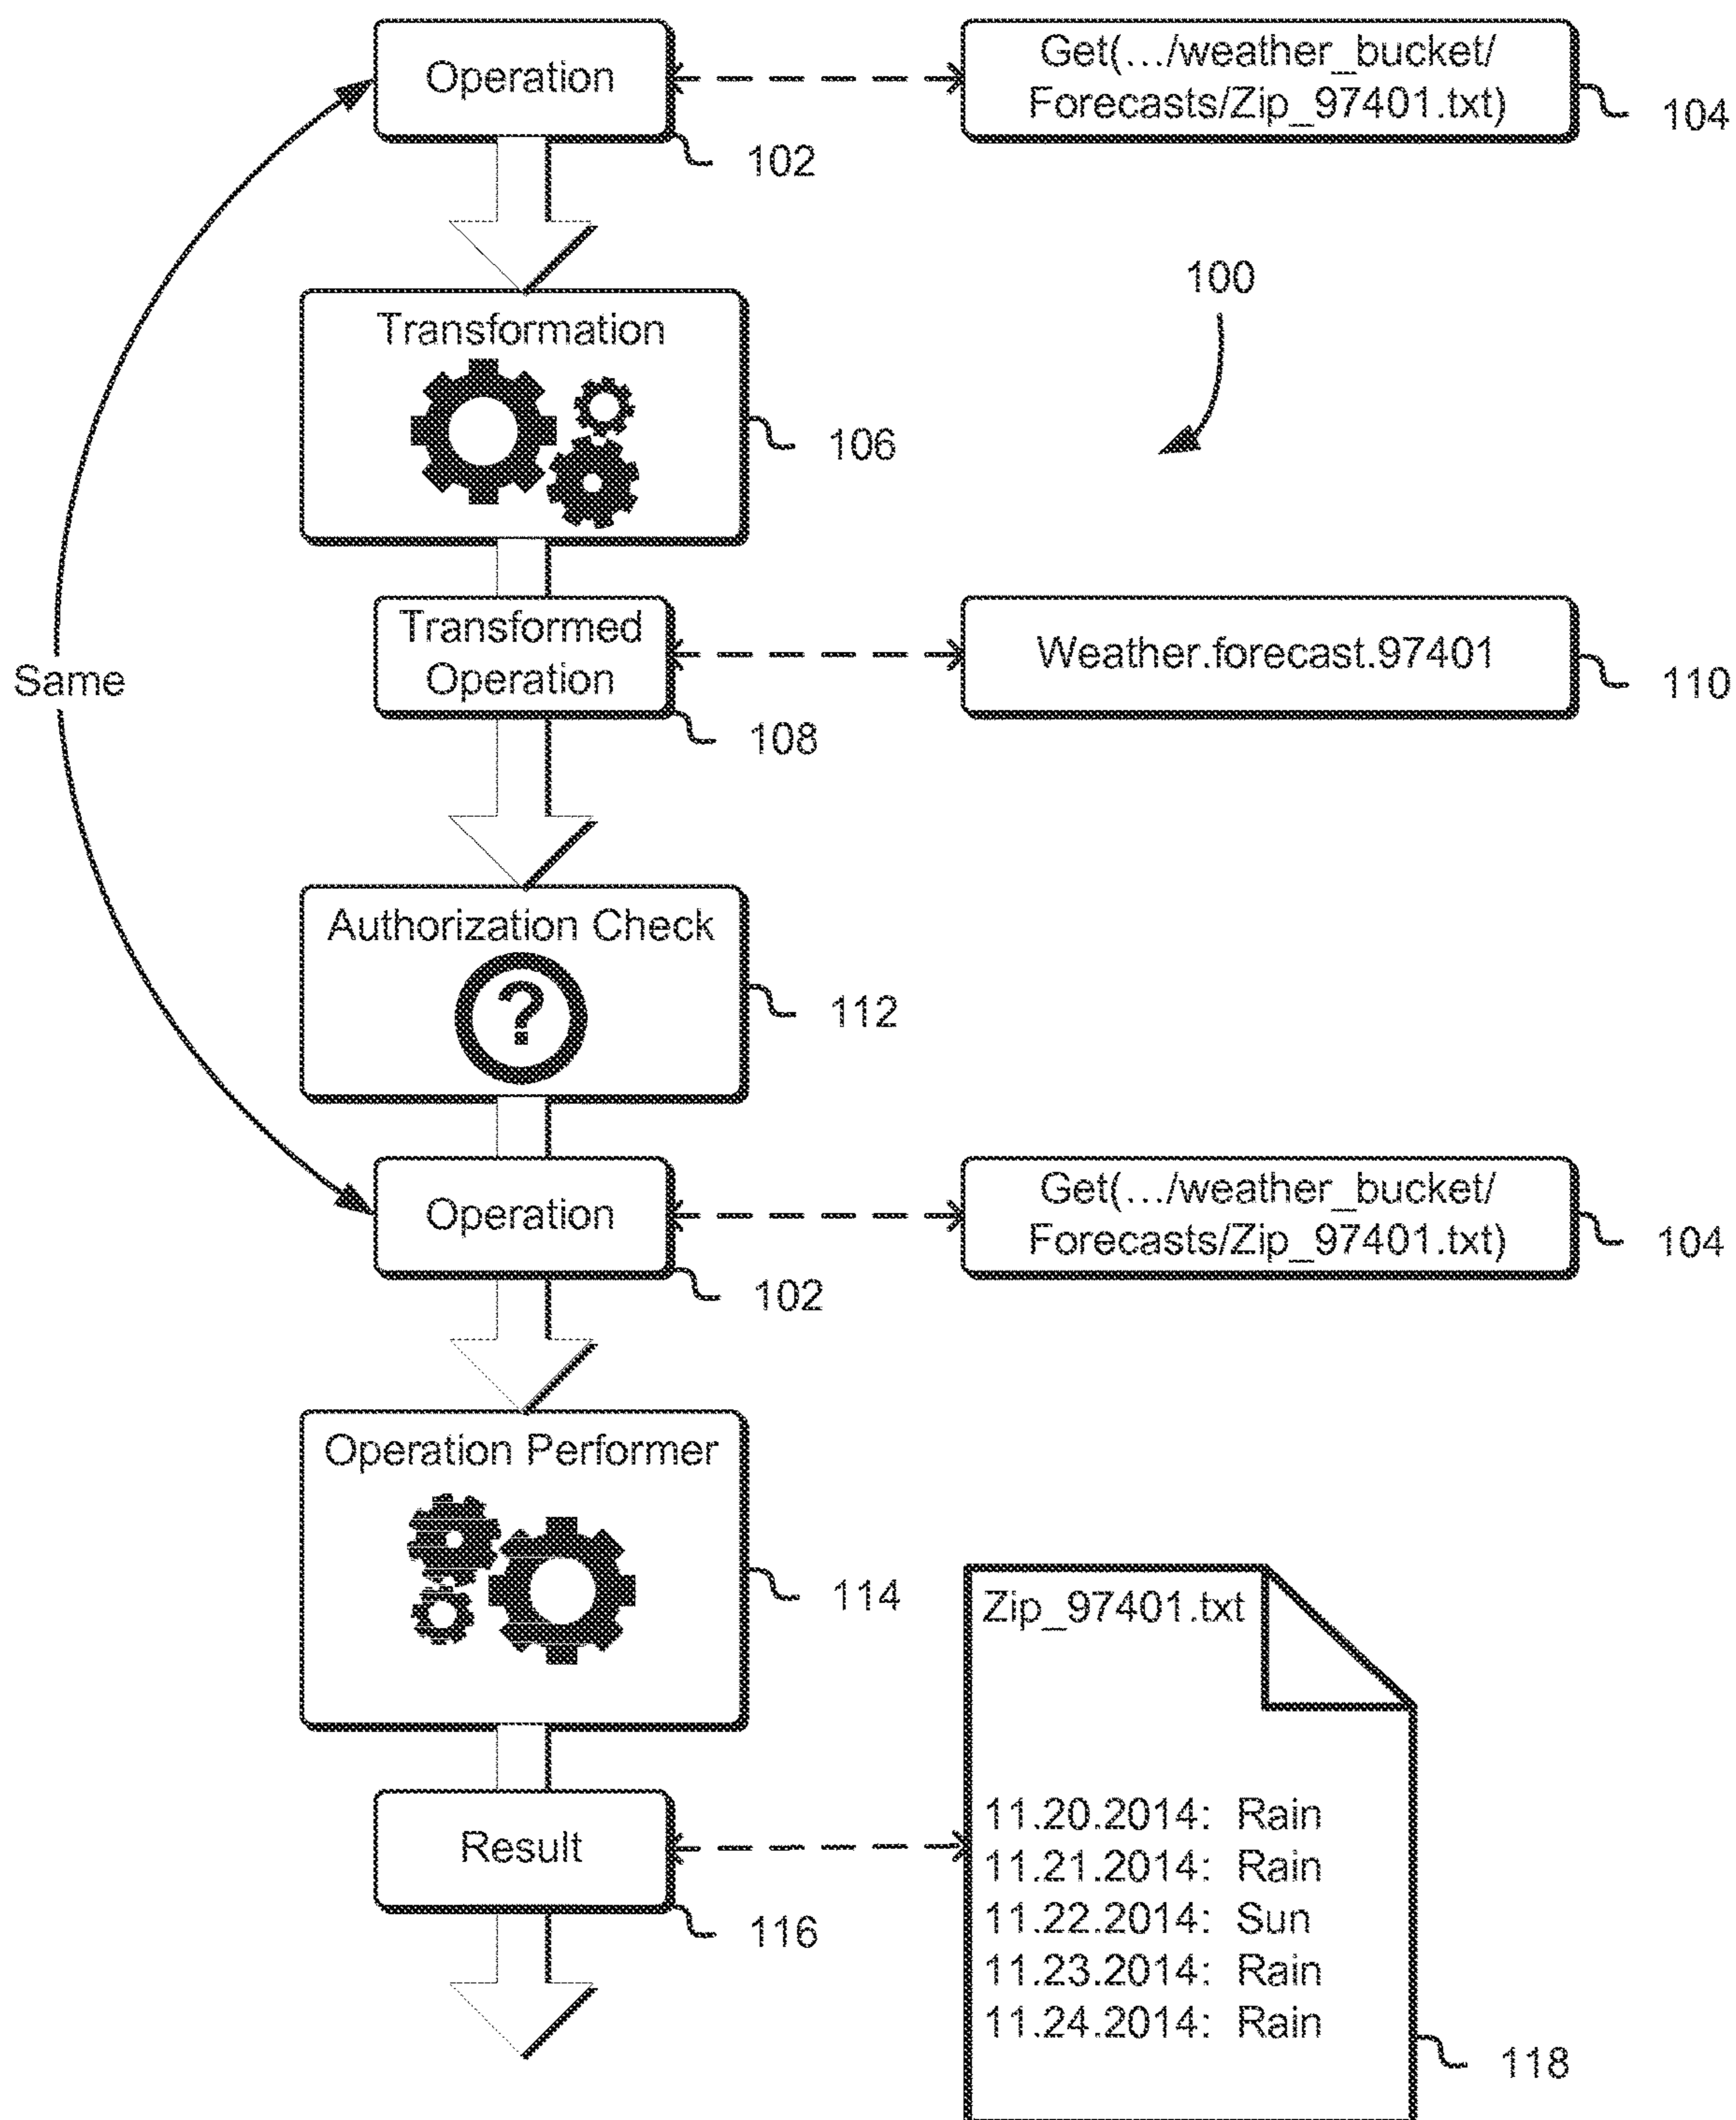 Operation
102
Get(.../weather_bucket/
Forecasts/Zip_97401.txt)
104
100
Transformation
106
Transformed
Operation
108
Weather.forecast.97401
110
Same
Authorization Check
?
112
Operation
102
Get(.../weather_bucket/
Forecasts/Zip_97401.txt)
104
Operation Performer
114
Zip_97401.txt
Result
116
11.20.2014: Rain
11.21.2014: Rain
11.22.2014: Sun
11.23.2014: Rain
11.24.2014: Rain
118